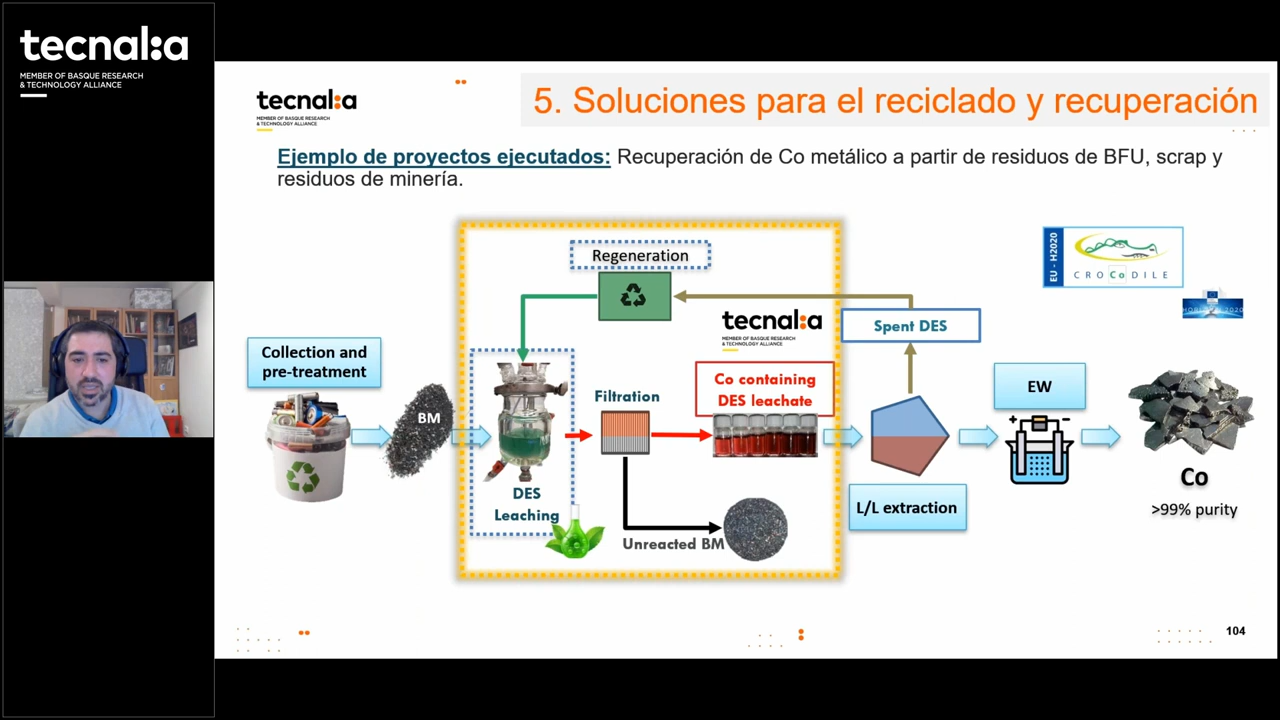 tecnal:a
MEMBER OF BASQUE RESEARCH
& TECHNOLOGY ALLIANCE
tecnal:a
MEMBER OF BASQUE RESEARCH
& TECHNOLOGY ALLIANCE
5. Soluciones para el reciclado y recuperación
Ejemplo de proyectos ejecutados: Recuperación de Co metálico a partir de residuos de BFU, scrap y
residuos de minería.
Regeneration
EU - H2020
CROCODILE
tecnal:a
MEMBER OF BASQUE RESEARCH
& TECHNOLOGY ALLIANCE
Spent DES
Collection and
pre-treatment
Co containing
DES leachate
EW
Filtration
BM
DES
Leaching
Unreacted BM
L/L extraction
Co
>99% purity
104